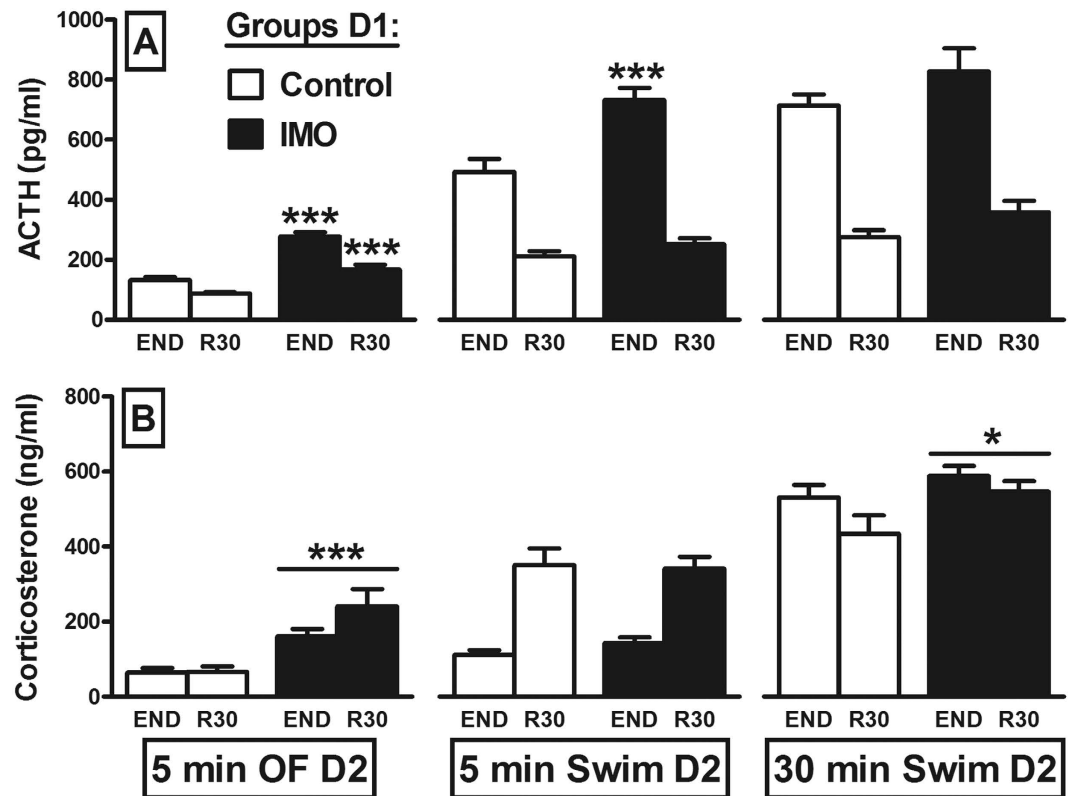 A
Groups D1:
Control
IMO
ACTH (pg/ml)
1000
800
600
400
200
0
***
***
***
END R30 END R30 END R30 END R30 END R30 END R30
B
Corticosterone (ng/ml)
800
600
400
200
0
***
*
END R30 END R30 END R30 END R30 END R30 END R30
5 min OF D2 5 min Swim D2 30 min Swim D2